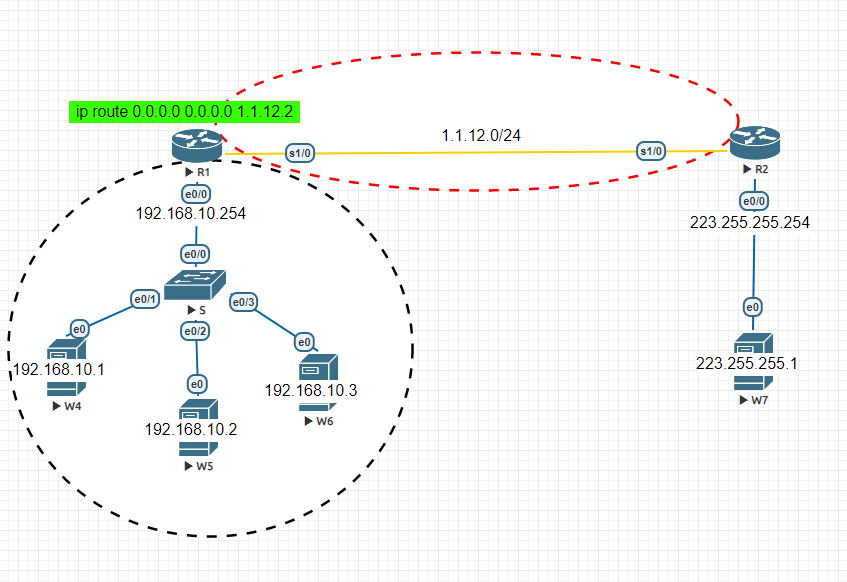 ip route 0.0.0.0 0.0.0.0 1.1.12.2
1.1.12.0/24
s1/0
s1/0
R1
R2
e0/0
e0/0
192.168.10.254
223.255.255.254
e0/0
S
e0/1
e0/3
e0/2
e0
e0
e0
e0
192.168.10.1
192.168.10.3
223.255.255.1
W4
W6
W7
192.168.10.2
W5